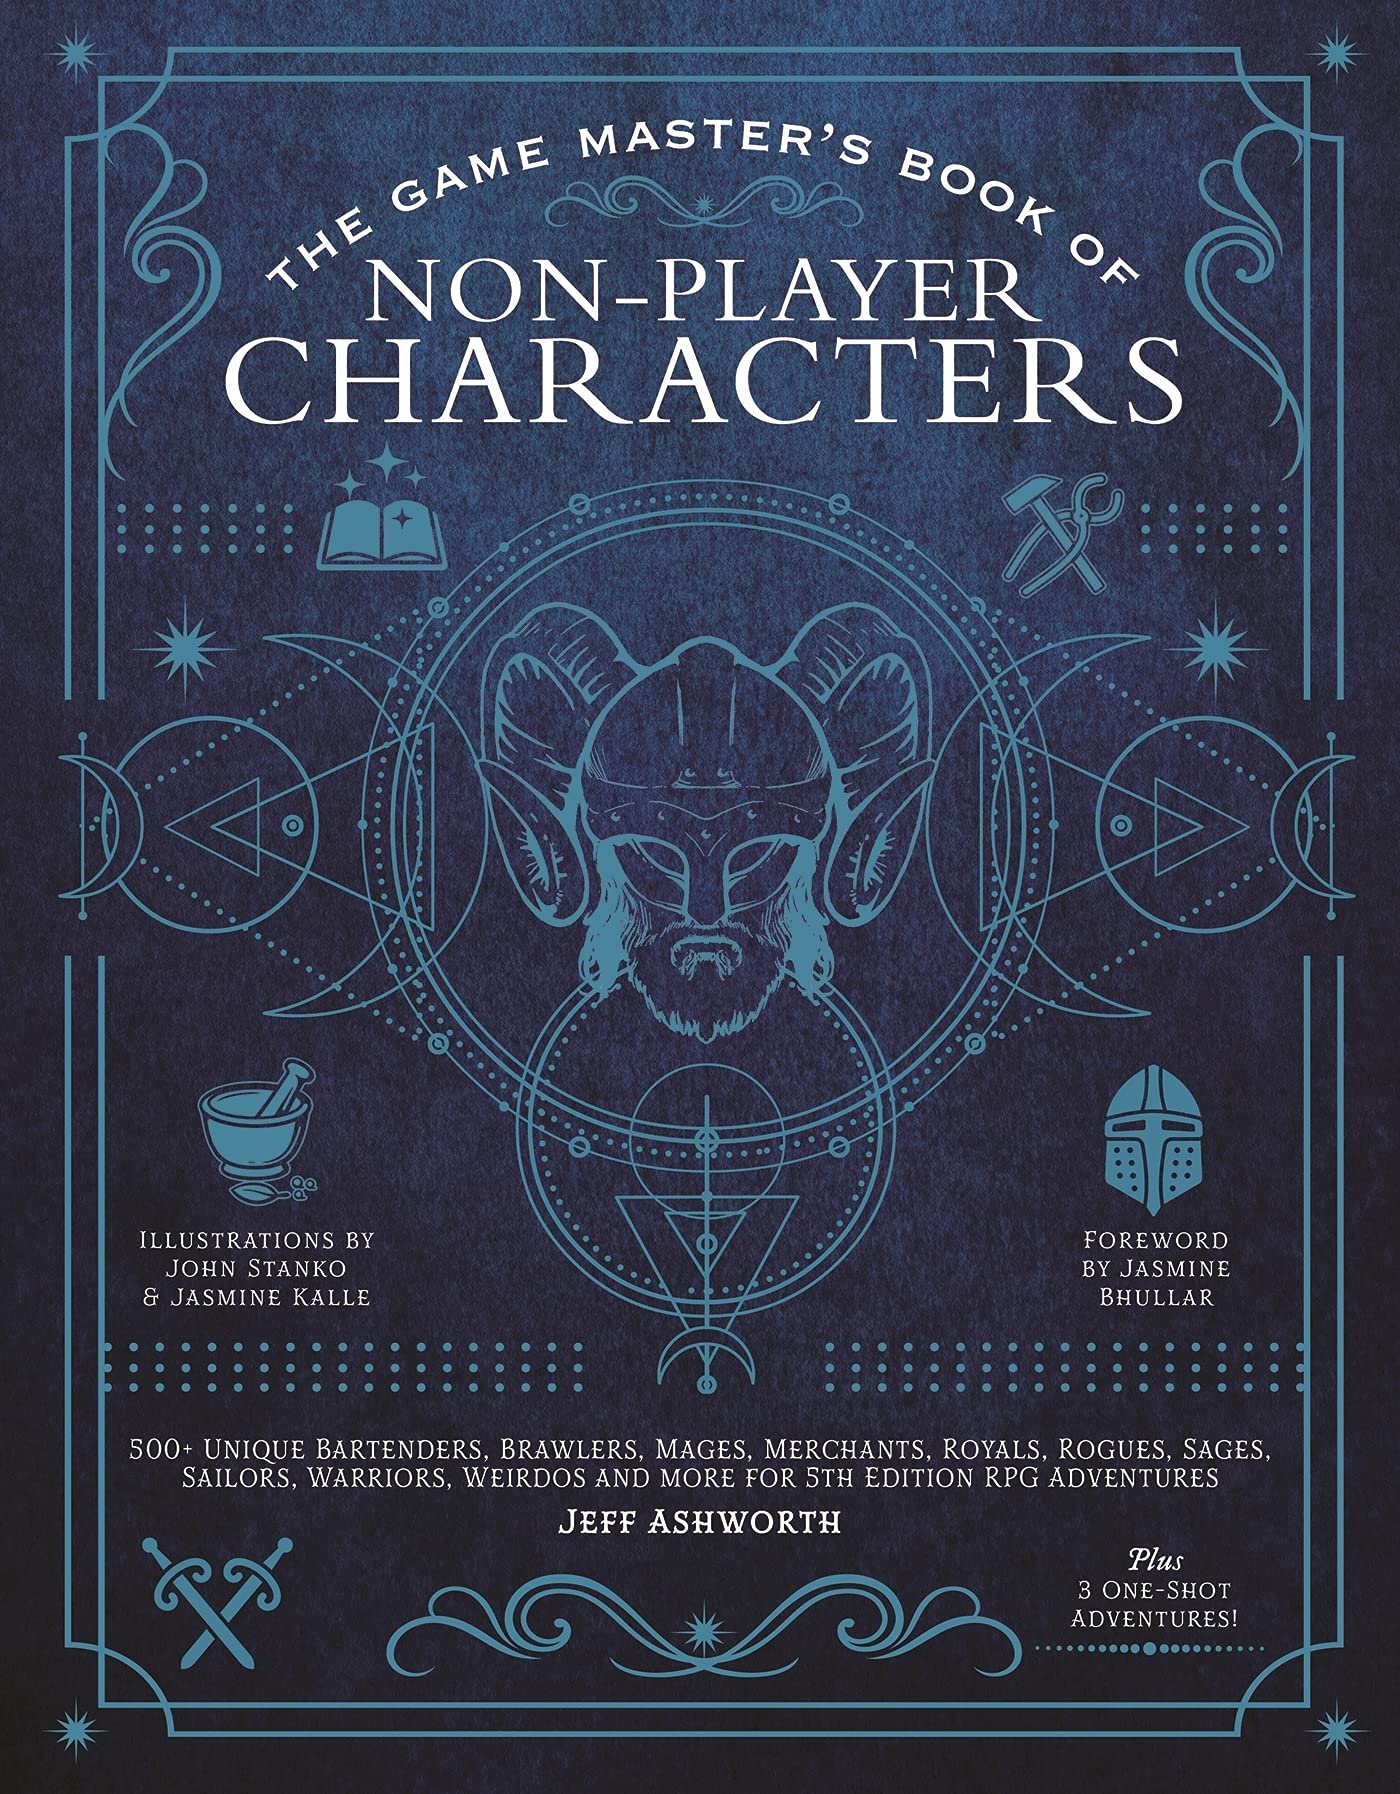 THE GAME MASTER'S BOOK OF
NON-PLAYER
CHARACTERS
ILLUSTRATIONS BY
JOHN STANKO
& JASMINE KALLE
FOREWORD
BY JASMINE
BHULLAR
500+ UNIQUE BARTENDERS, BRAWLERS, MAGES, MERCHANTS, ROYALS, ROGUES, SAGES,
SAILORS, WARRIORS, WEIRDOS AND MORE FOR 5TH EDITION RPG ADVENTURES
JEFF ASHWORTH
Plus
3 ONE-SHOT
ADVENTURES!